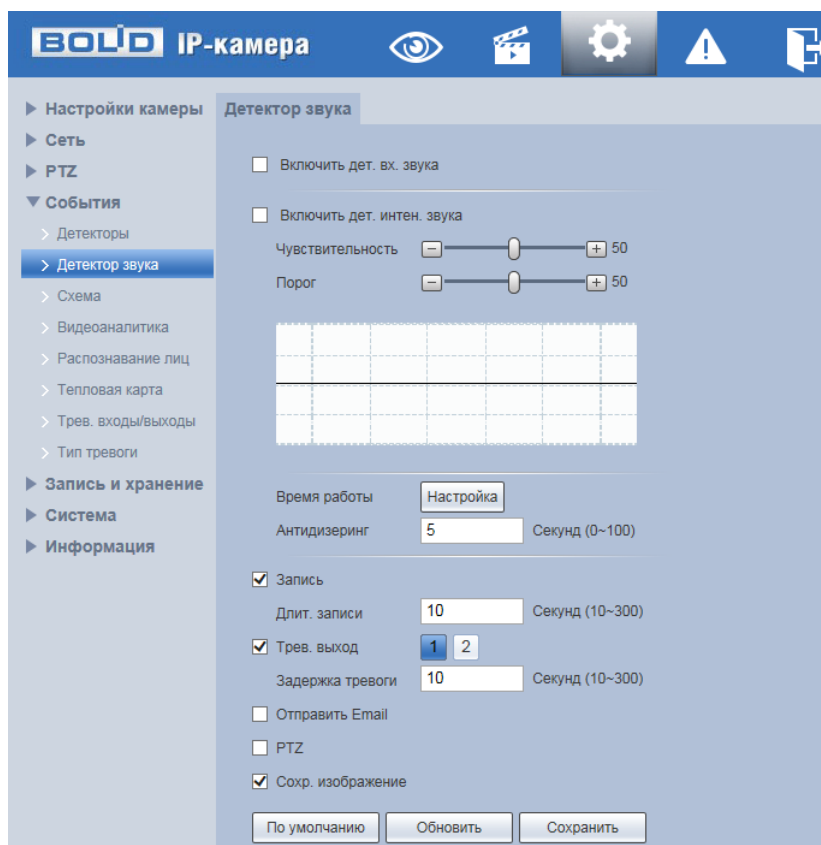 BOLID IP-камера
Настройки камеры
Сеть
PTZ
События
Детекторы
Детектор звука
Схема
Видеоаналитика
Распознавание лиц
Тепловая карта
Трев. входы/выходы
Тип тревоги
Запись и хранение
Система
Информация
Детектор звука
Включить дет. вх. звука
Включить дет. интен. звука
Чувствительность 50
Порог 50
Время работы Настройка
Антидизеринг 5 Секунд (0~100)
Запись
Длит. записи 10 Секунд (10~300)
Трев. выход 1 2
Задержка тревоги 10 Секунд (10~300)
Отправить Email
PTZ
Сохр. изображение
По умолчанию Обновить Сохранить